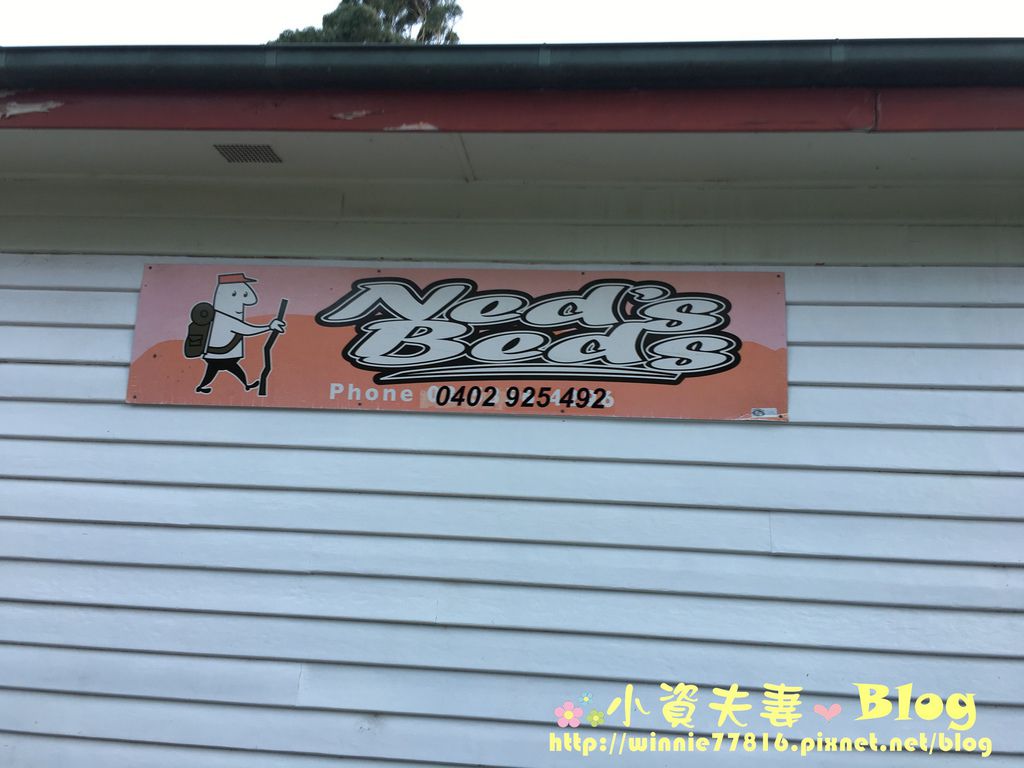 Ned's
Beds
Phone 0402 925 492
小資夫妻 Blog
http://winnie77816.pixnet.net/blog